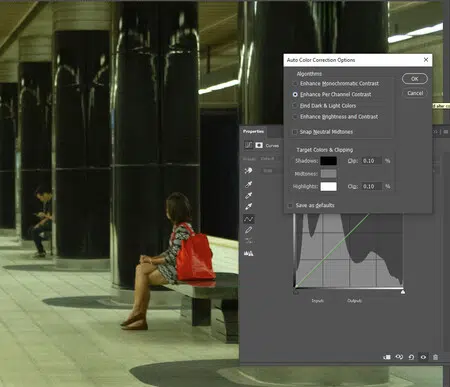 Auto Color Correction Options
Algorithms
Enhance Monochromatic Contrast
Enhance Per Channel Contrast
Find Dark & Light Colors
Enhance Brightness and Contrast
Snap Neutral Midtones
OK
Cancel
Target Colors & Clipping
Shadows: Clip: 0.10 %
Midtones:
Highlights: Clip: 0.10 %
Save as defaults
Properties
Curves
Preset: Default
Input: Output: